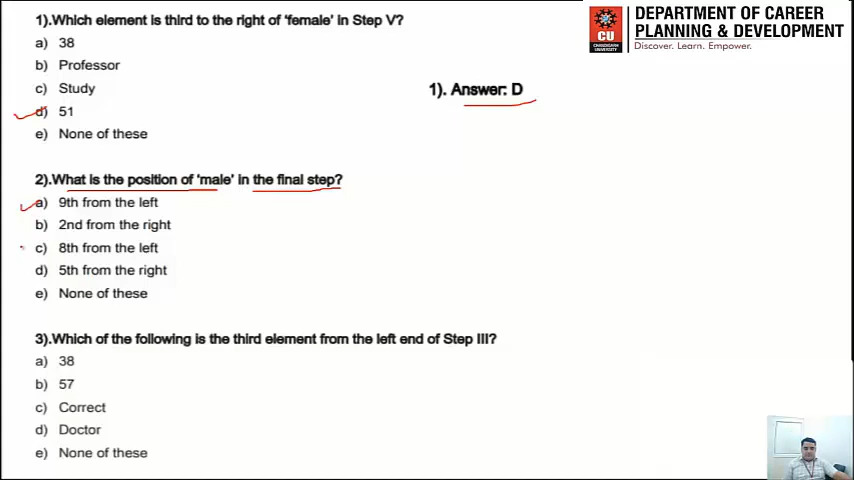 1).Which element is third to the right of ‘female’ in Step V?
a) 38
b) Professor
c) Study
d) 51
e) None of these
1). Answer: D
2).What is the position of ‘male’ in the final step?
a) 9th from the left
b) 2nd from the right
c) 8th from the left
d) 5th from the right
e) None of these
3).Which of the following is the third element from the left end of Step III?
a) 38
b) 57
c) Correct
d) Doctor
e) None of these
CU
CHANDIGARH
UNIVERSITY
DEPARTMENT OF CAREER
PLANNING & DEVELOPMENT
Discover. Learn. Empower.